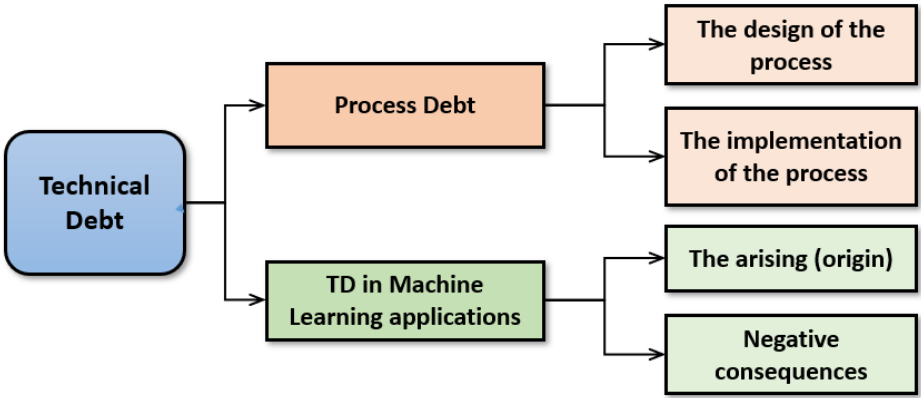 Technical
Debt
Process Debt
The design of the
process
The implementation
of the process
TD in Machine
Learning applications
The arising (origin)
Negative
consequences